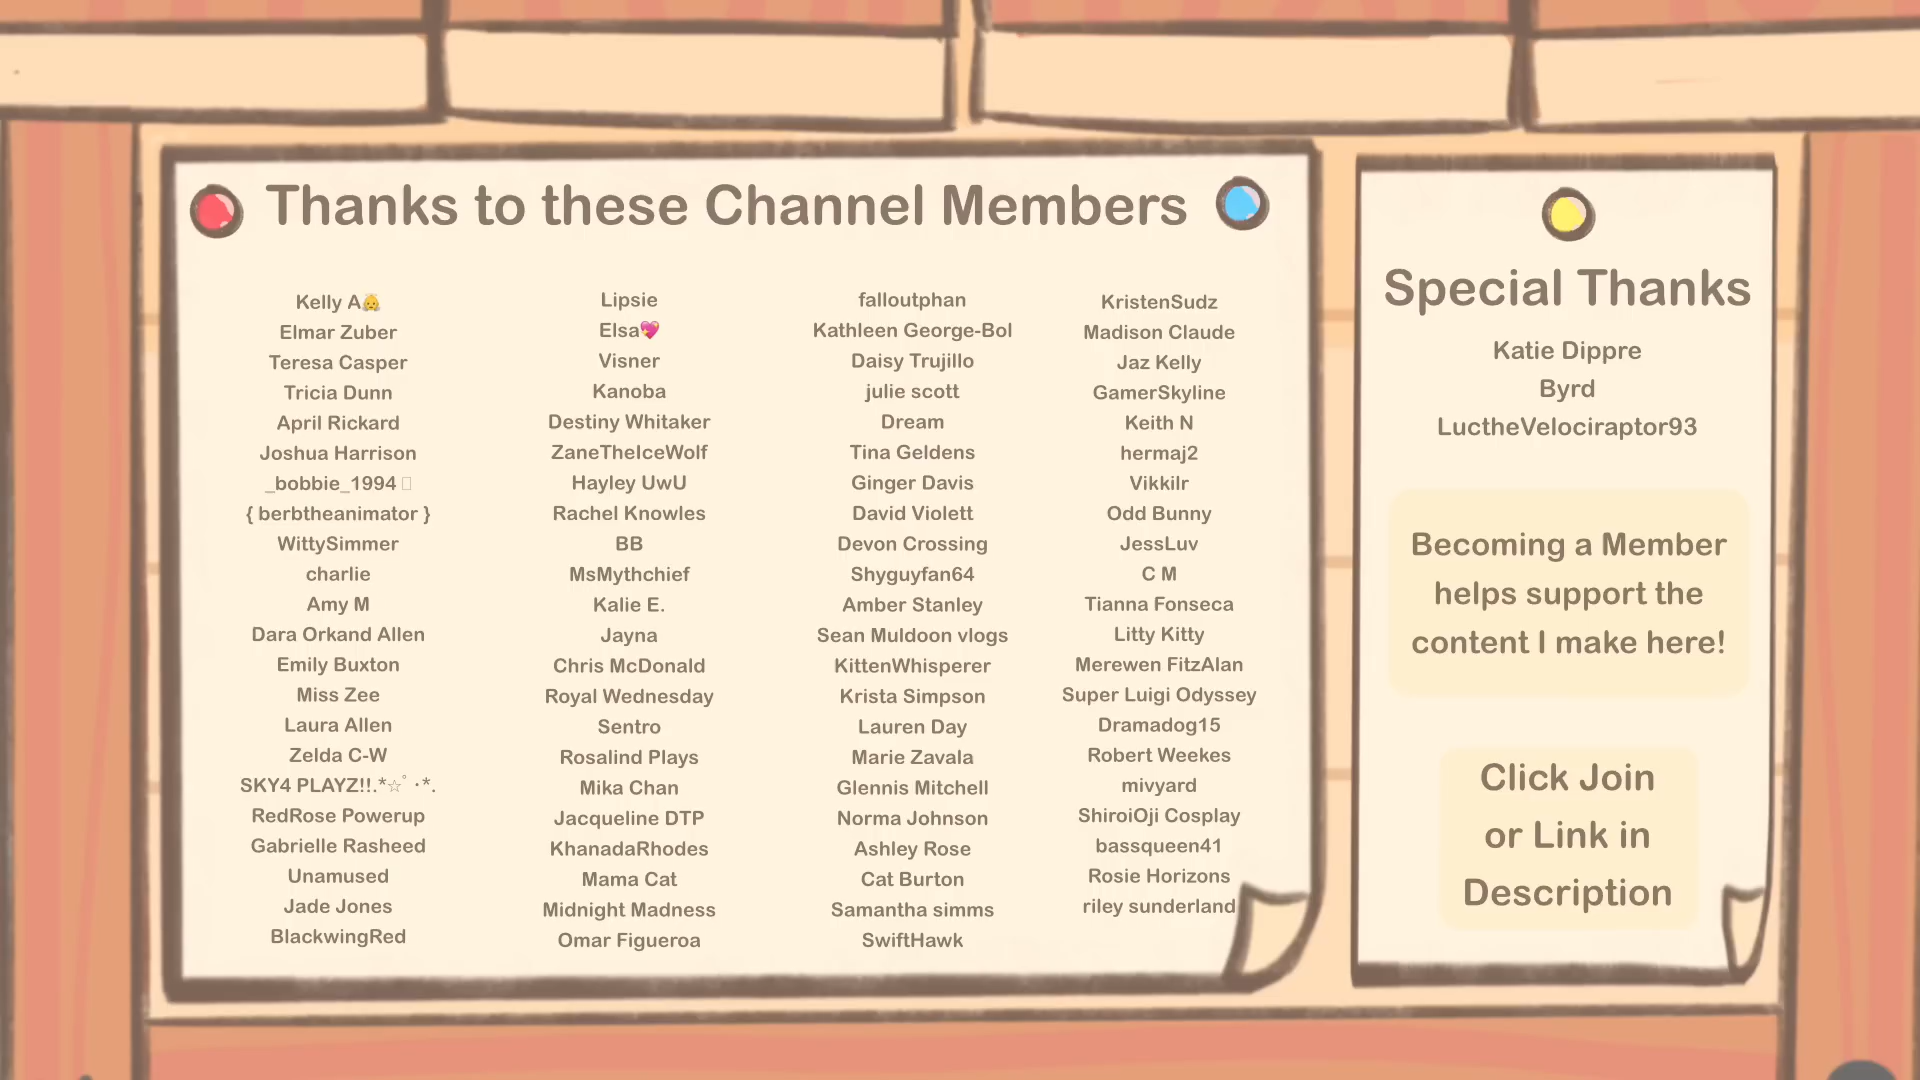 Thanks to these Channel Members
Kelly A👸
Elmar Zuber
Teresa Casper
Tricia Dunn
April Rickard
Joshua Harrison
_bobbie_1994
{ berbtheanimator }
WittySimmer
charlie
Amy M
Dara Orkand Allen
Emily Buxton
Miss Zee
Laura Allen
Zelda C-W
SKY4 PLAYZ!!.*☆ﾟ･*.
RedRose Powerup
Gabrielle Rasheed
Unamused
Jade Jones
BlackwingRed
Lipsie
Elsa💖
Visner
Kanoba
Destiny Whitaker
ZaneTheIceWolf
Hayley UwU
Rachel Knowles
BB
MsMythchief
Kalie E.
Jayna
Chris McDonald
Royal Wednesday
Sentro
Rosalind Plays
Mika Chan
Jacqueline DTP
KhanadaRhodes
Mama Cat
Midnight Madness
Omar Figueroa
falloutphan
Kathleen George-Bol
Daisy Trujillo
julie scott
Dream
Tina Geldens
Ginger Davis
David Violett
Devon Crossing
Shyguyfan64
Amber Stanley
Sean Muldoon vlogs
KittenWhisperer
Krista Simpson
Lauren Day
Marie Zavala
Glennis Mitchell
Norma Johnson
Ashley Rose
Cat Burton
Samantha simms
SwiftHawk
KristenSudz
Madison Claude
Jaz Kelly
GamerSkyline
Keith N
hermaj2
Vikkilr
Odd Bunny
JessLuv
C M
Tianna Fonseca
Litty Kitty
Merewen FitzAlan
Super Luigi Odyssey
Dramadog15
Robert Weekes
mivyard
ShiroiOji Cosplay
bassqueen41
Rosie Horizons
riley sunderland
Special Thanks
Katie Dippre
Byrd
LuctheVelociraptor93
Becoming a Member
helps support the
content I make here!
Click Join
or Link in
Description